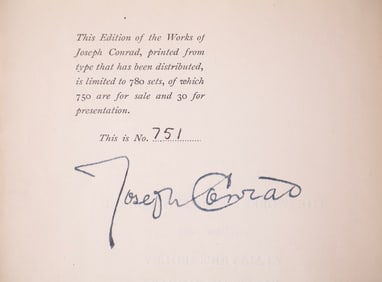 This Edition of the Works of
Joseph Conrad, printed from
type that has been distributed,
is limited to 780 sets, of which
750 are for sale and 30 for
presentation.
This is No. 751
Joseph Conrad